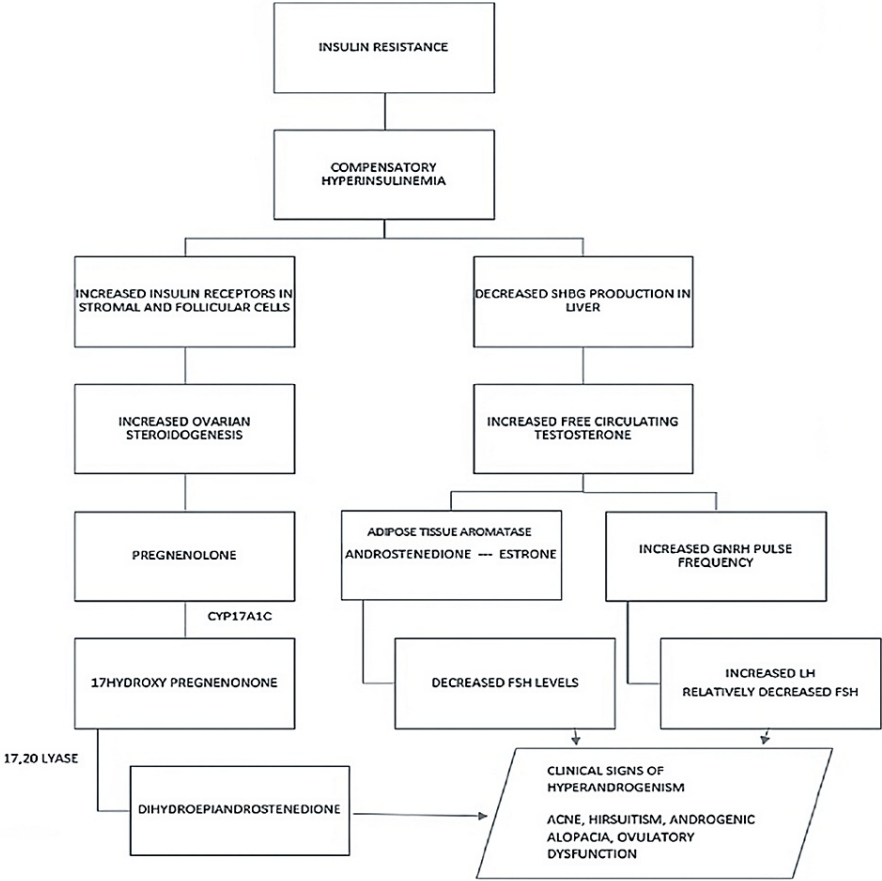 INSULIN RESISTANCE
COMPENSATORY
HYPERINSULINEMIA
INCREASED INSULIN RECEPTORS IN
STROMAL AND FOLLICULAR CELLS
DECREASED SHBG PRODUCTION IN
LIVER
INCREASED OVARIAN
STEROIDOGENESIS
INCREASED FREE CIRCULATING
TESTOSTERONE
PREGNENOLONE
ADIPOSE TISSUE AROMATASE
ANDROSTENEDIONE --- ESTRONE
INCREASED GNRH PULSE
FREQUENCY
CYP17A1C
17HYDROXY PREGNENONONE
DECREASED FSH LEVELS
INCREASED LH
RELATIVELY DECREASED FSH
17,20 LYASE
DIHYDROEPIANDROSTENEDIONE
CLINICAL SIGNS OF
HYPERANDROGENISM
ACNE, HIRSUITISM, ANDROGENIC
ALOPACIA, OVULATORY
DYSFUNCTION